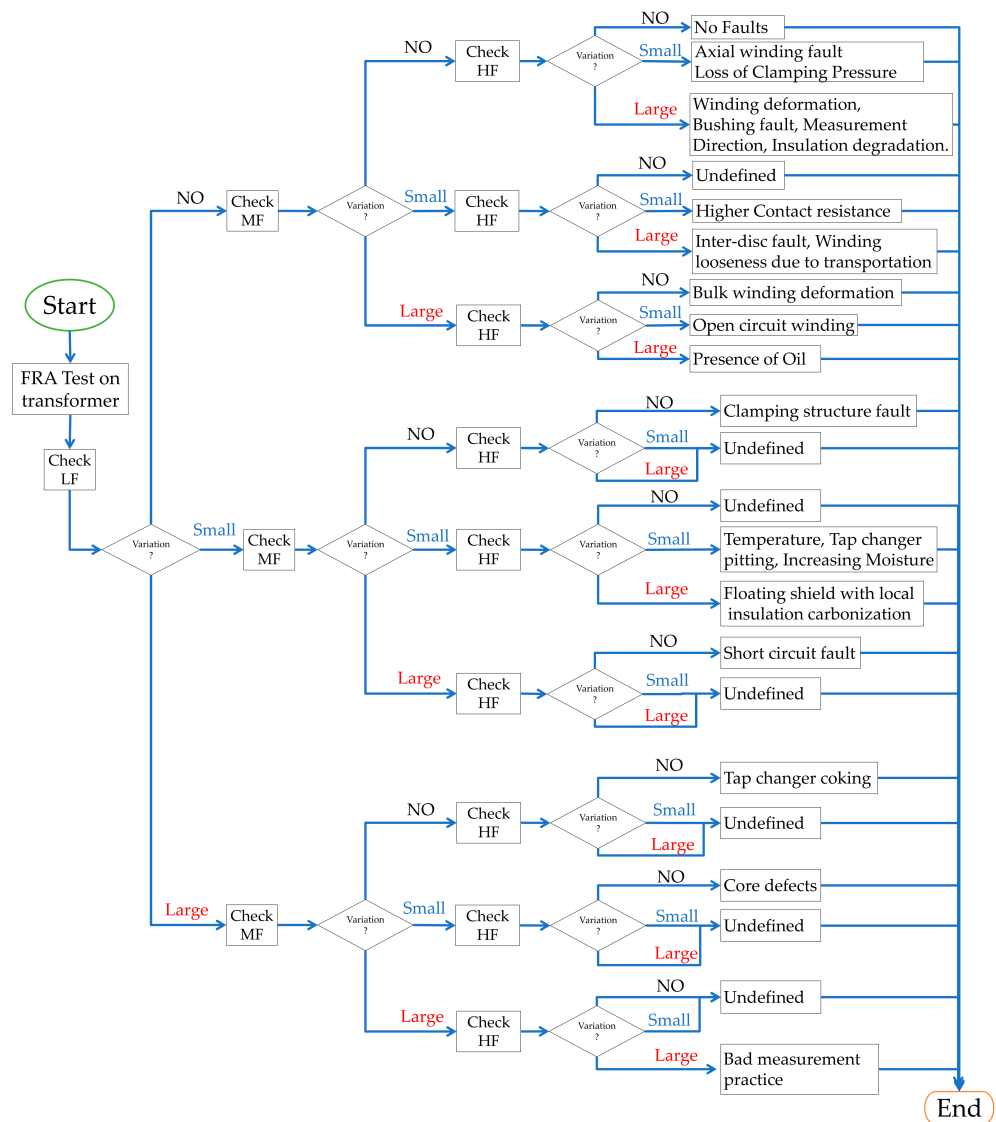 NO
No Faults
NO
Check
HF
Variation
?
Small
Axial winding fault
Loss of Clamping Pressure
Large
Winding deformation,
Bushing fault, Measurement
Direction, Insulation degradation.
NO
Check
MF
Variation
?
Small
Check
HF
Variation
?
NO
Undefined
Small
Higher Contact resistance
Large
Inter-disc fault, Winding
looseness due to transportation
Large
Check
HF
Variation
?
NO
Bulk winding deformation
Small
Open circuit winding
Large
Presence of Oil
Start
FRA Test on
transformer
Check
LF
Variation
?
Small
Check
MF
Variation
?
NO
Check
HF
Variation
?
NO
Clamping structure fault
Small
Undefined
Large
Small
Check
HF
Variation
?
NO
Undefined
Small
Temperature, Tap changer
pitting, Increasing Moisture
Large
Floating shield with local
insulation carbonization
Large
Check
HF
Variation
?
NO
Short circuit fault
Small
Undefined
Large
Large
Check
MF
Variation
?
NO
Check
HF
Variation
?
NO
Tap changer coking
Small
Undefined
Large
Small
Check
HF
Variation
?
NO
Core defects
Small
Undefined
Large
Large
Check
HF
Variation
?
NO
Undefined
Small
Large
Bad measurement
practice
End